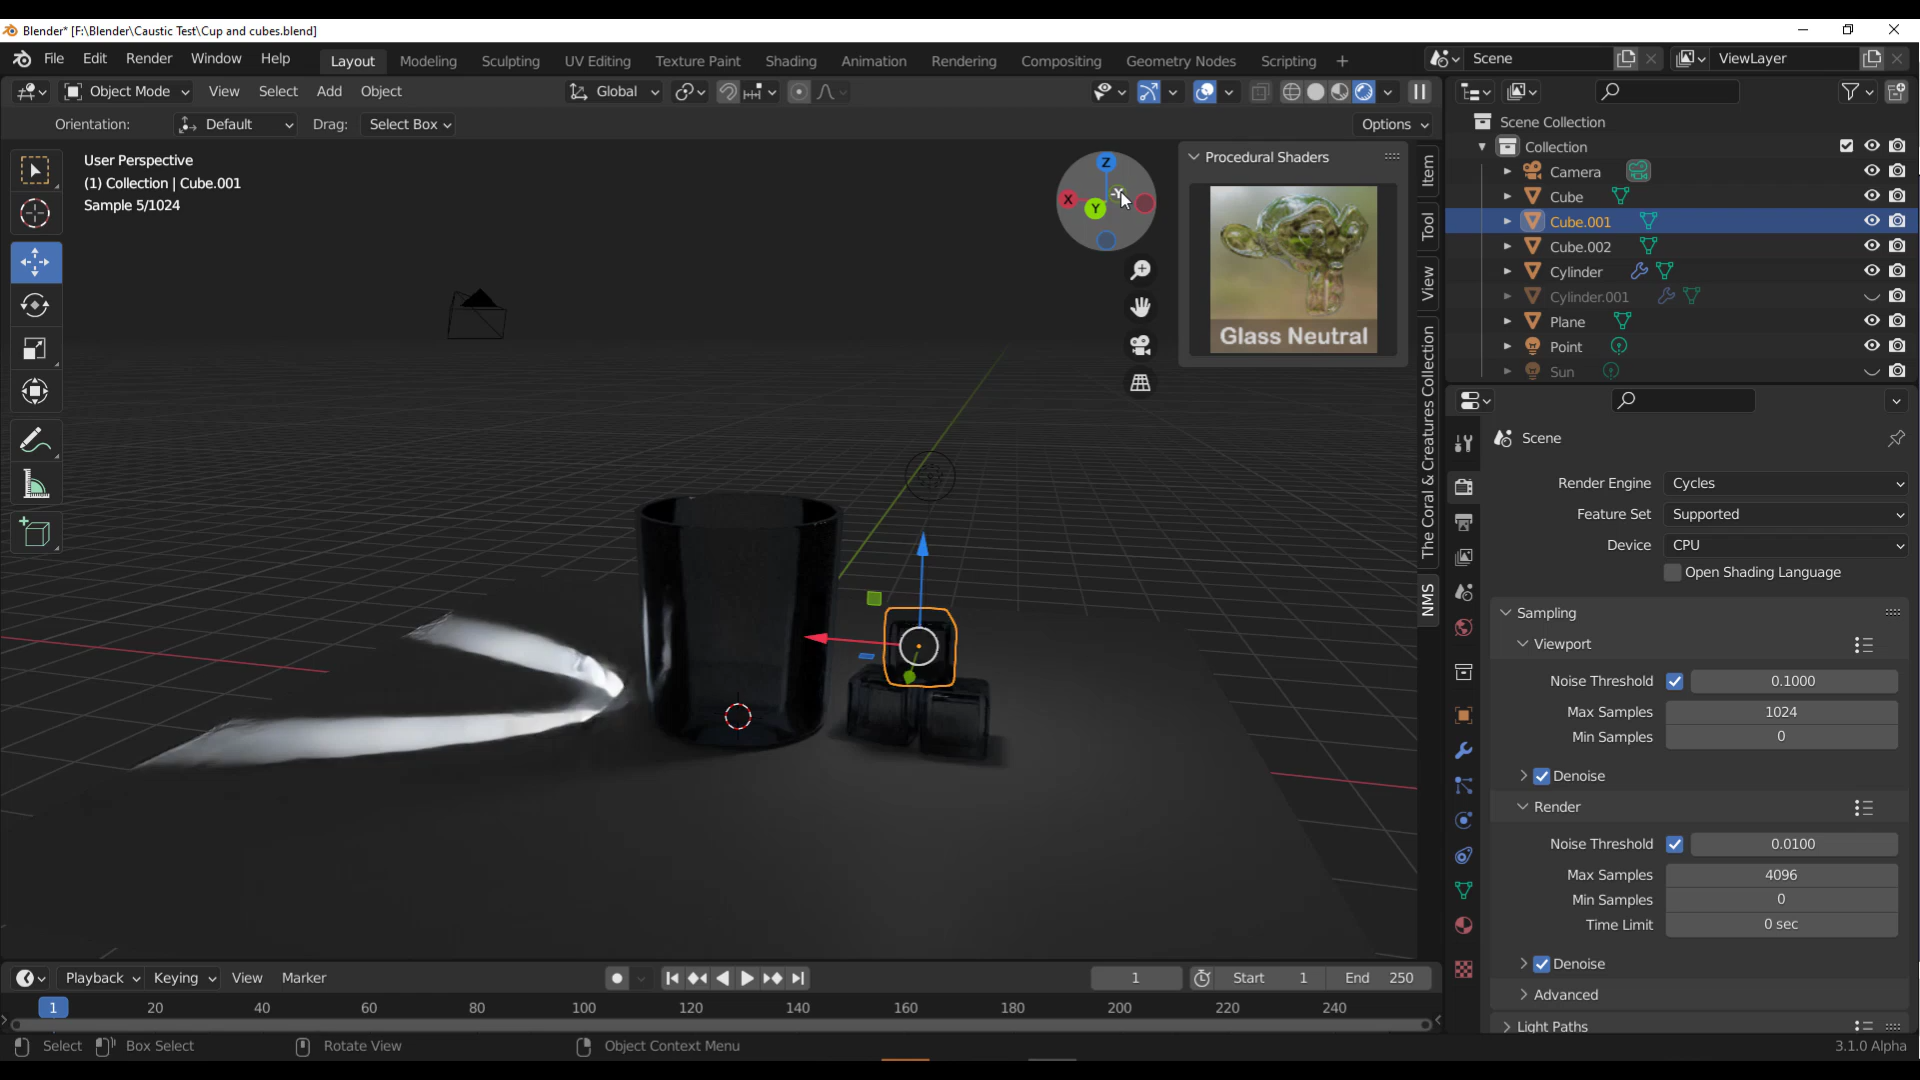 Blender* [F:\Blender\Caustic Test\Cup and cubes.blend]
File Edit Render Window Help Layout Modeling Sculpting UV Editing Texture Paint Shading Animation Rendering Compositing Geometry Nodes Scripting + Scene ViewLayer
Object Mode View Select Add Object Global
Orientation: Default Drag: Select Box Options
User Perspective
(1) Collection | Cube.001
Sample 5/1024
Z
X
Y
-Y
Procedural Shaders
Glass Neutral
Item
Tool
View
The Coral & Creatures Collection
NMS
Scene Collection
Collection
Camera
Cube
Cube.001
Cube.002
Cylinder
Cylinder.001
Plane
Point
Sun
Scene
Render Engine Cycles
Feature Set Supported
Device CPU
Open Shading Language
Sampling
Viewport
Noise Threshold 0.1000
Max Samples 1024
Min Samples 0
Denoise
Render
Noise Threshold 0.0100
Max Samples 4096
Min Samples 0
Time Limit 0 sec
Denoise
Advanced
Light Paths
Playback Keying View Marker 1 Start 1 End 250
1 20 40 60 80 100 120 140 160 180 200 220 240
Select Box Select Rotate View Object Context Menu 3.1.0 Alpha